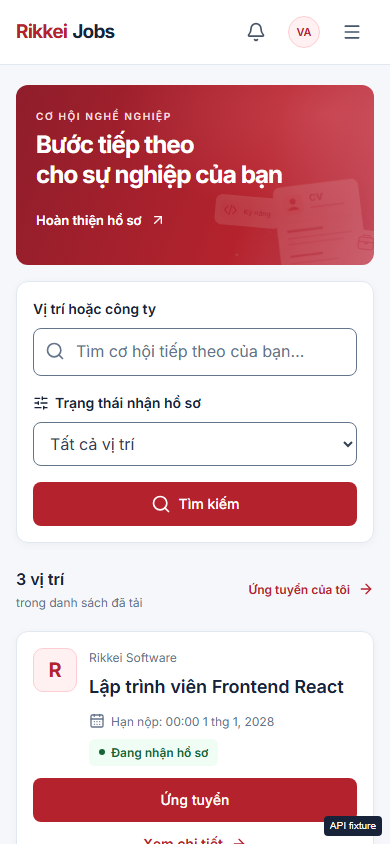 Rikkei Jobs
VA
CƠ HỘI NGHỀ NGHIỆP
Bước tiếp theo
cho sự nghiệp của bạn
Hoàn thiện hồ sơ
CV
</>
Kỹ năng
Vị trí hoặc công ty
Tìm cơ hội tiếp theo của bạn...
Trạng thái nhận hồ sơ
Tất cả vị trí
Tìm kiếm
3 vị trí
trong danh sách đã tải
Ứng tuyển của tôi
R
Rikkei Software
Lập trình viên Frontend React
Hạn nộp: 00:00 1 thg 1, 2028
Đang nhận hồ sơ
Ứng tuyển
API fixture
Xem chi tiết